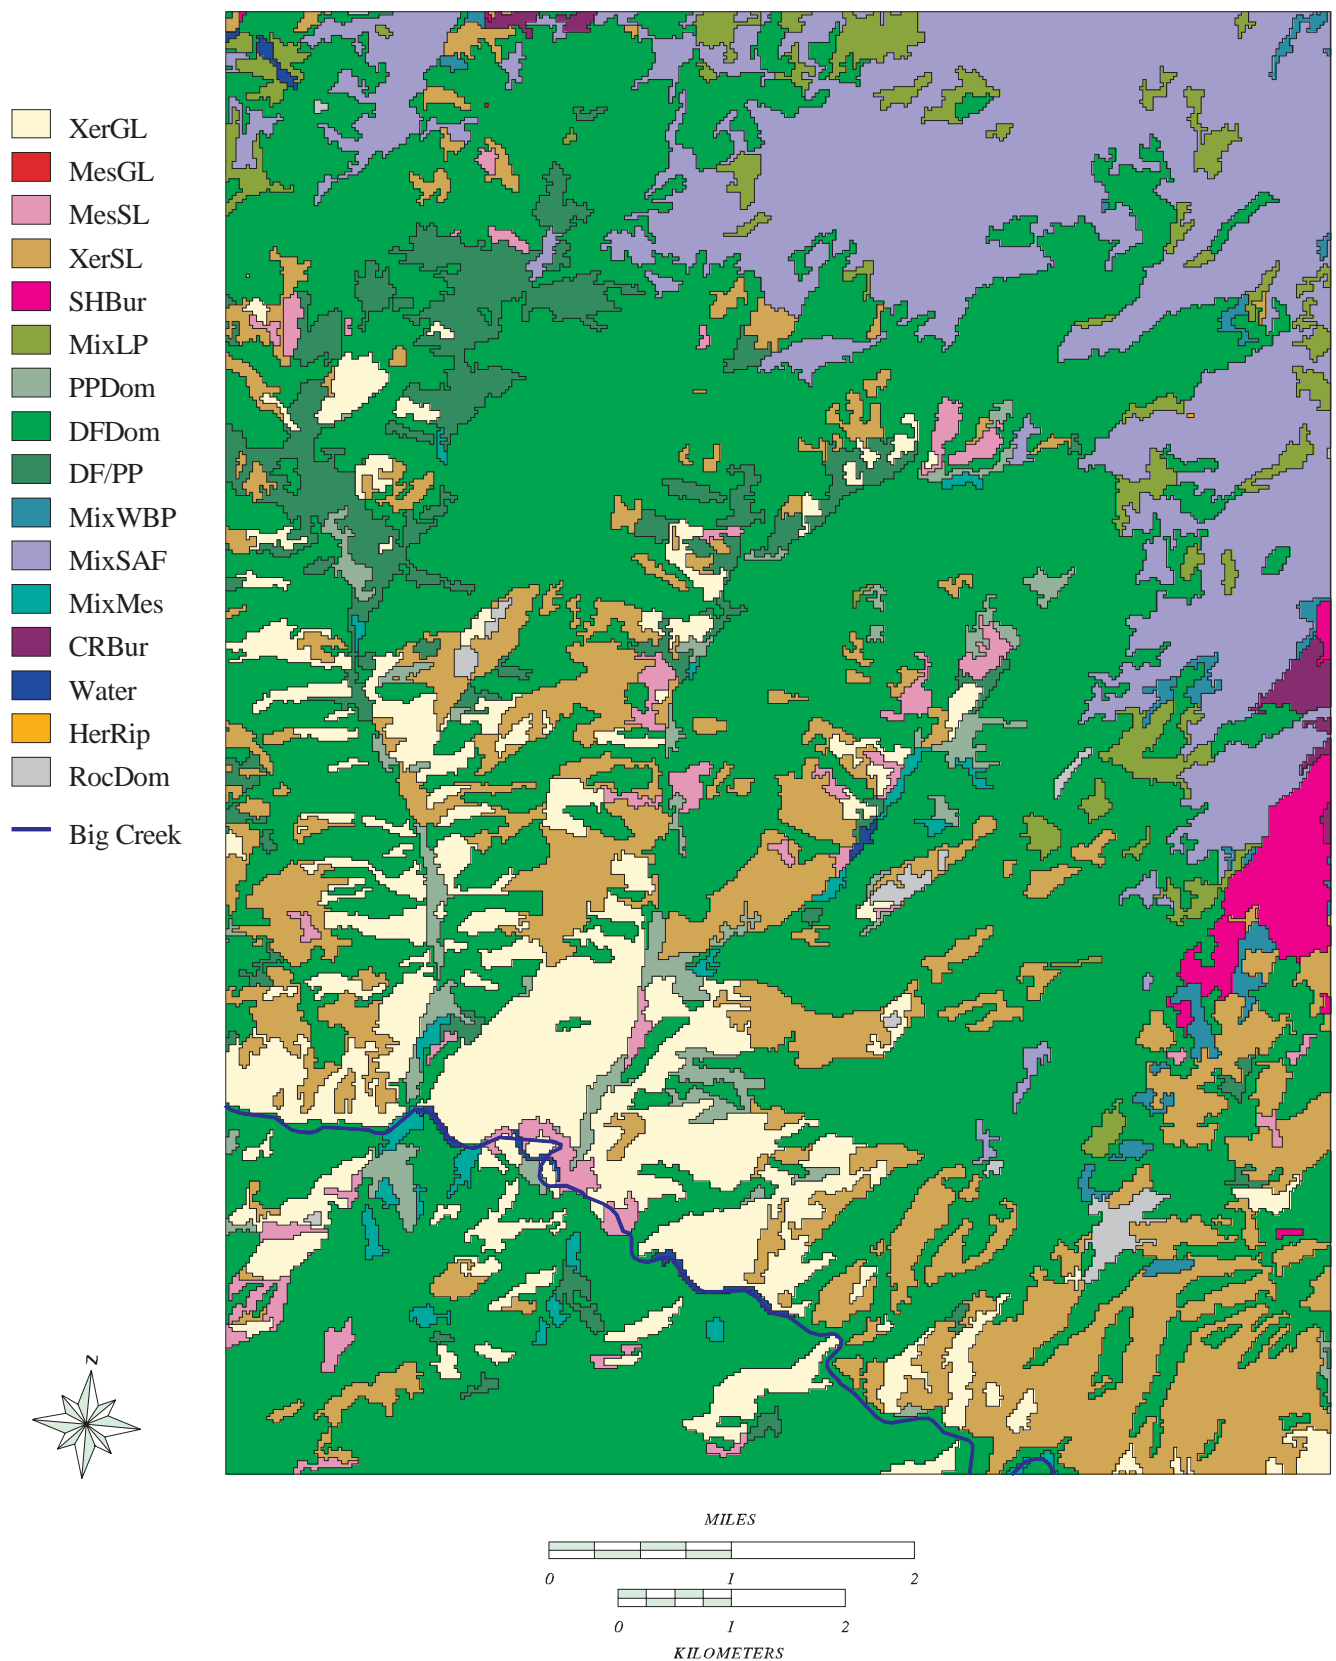 XerGL
MesGL
MesSL
XerSL
SHBur
MixLP
PPDom
DFDom
DF/PP
MixWBP
MixSAF
MixMes
CRBur
Water
HerRip
RocDom
Big Creek
N
MILES
0 1 2
0 1 2
KILOMETERS